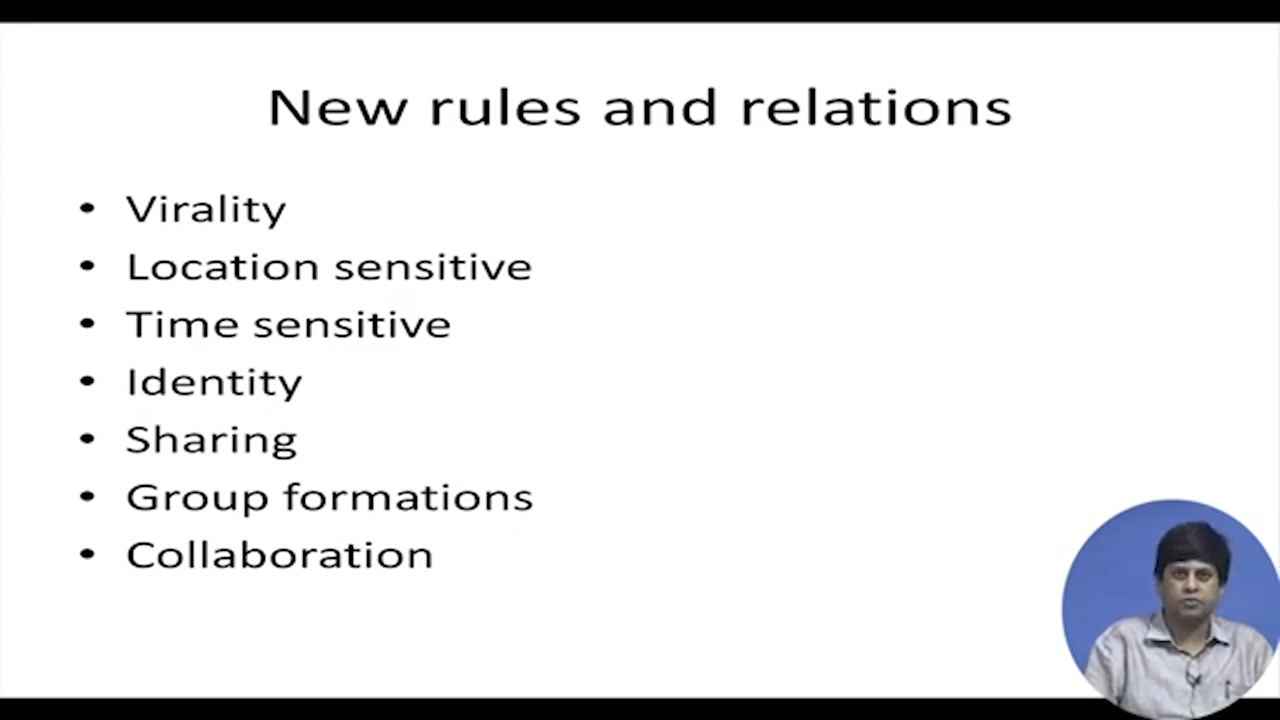 New rules and relations
• Virality
• Location sensitive
• Time sensitive
• Identity
• Sharing
• Group formations
• Collaboration